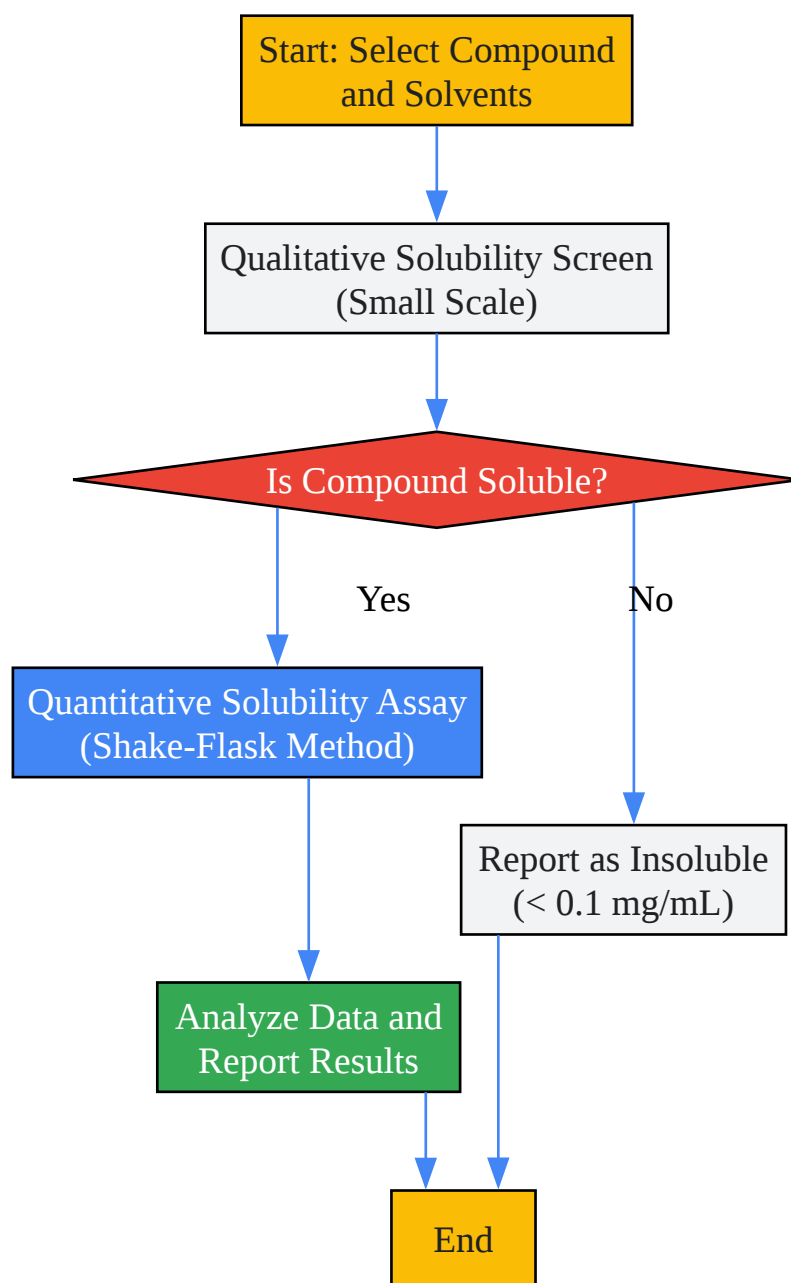 Start: Select Compound
and Solvents
Qualitative Solubility Screen
(Small Scale)
Is Compound Soluble?
Yes
No
Quantitative Solubility Assay
(Shake-Flask Method)
Report as Insoluble
(< 0.1 mg/mL)
Analyze Data and
Report Results
End